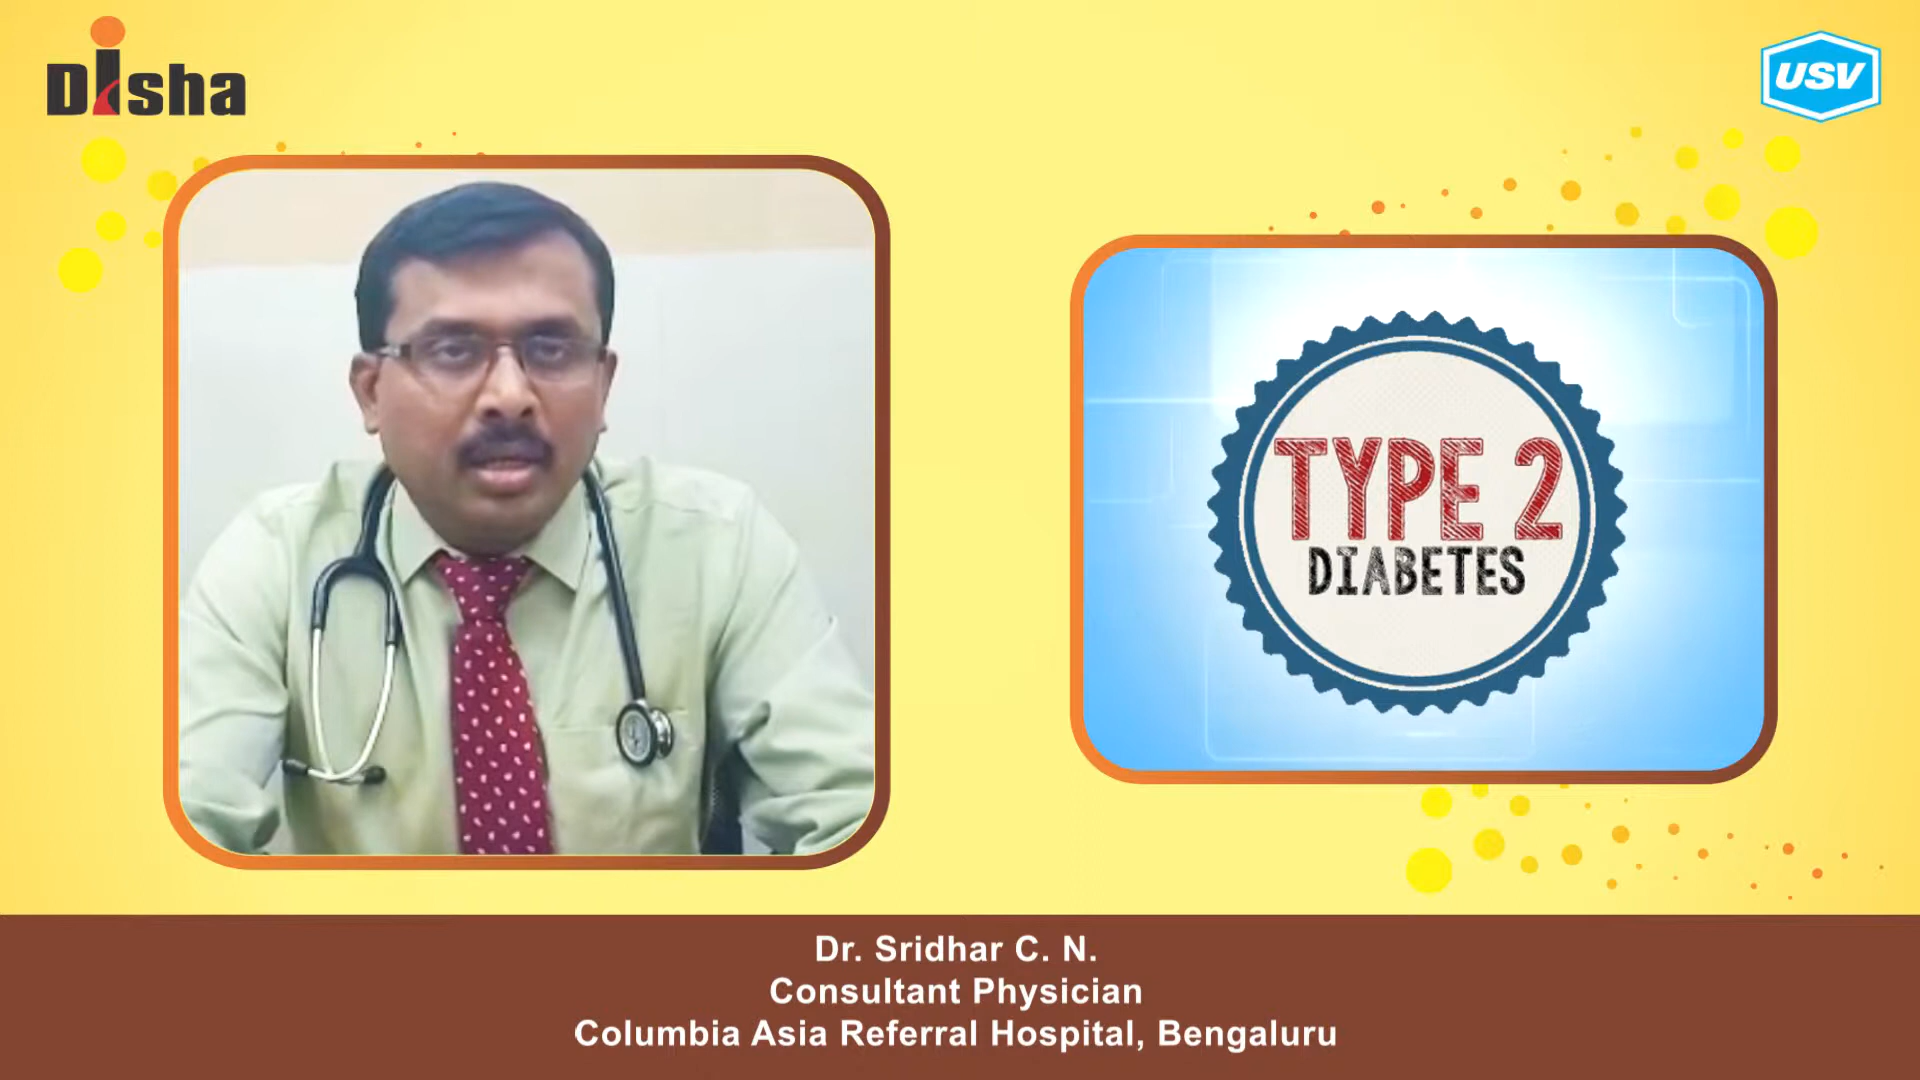 Disha
USV
TYPE 2
DIABETES
Dr. Sridhar C. N.
Consultant Physician
Columbia Asia Referral Hospital, Bengaluru